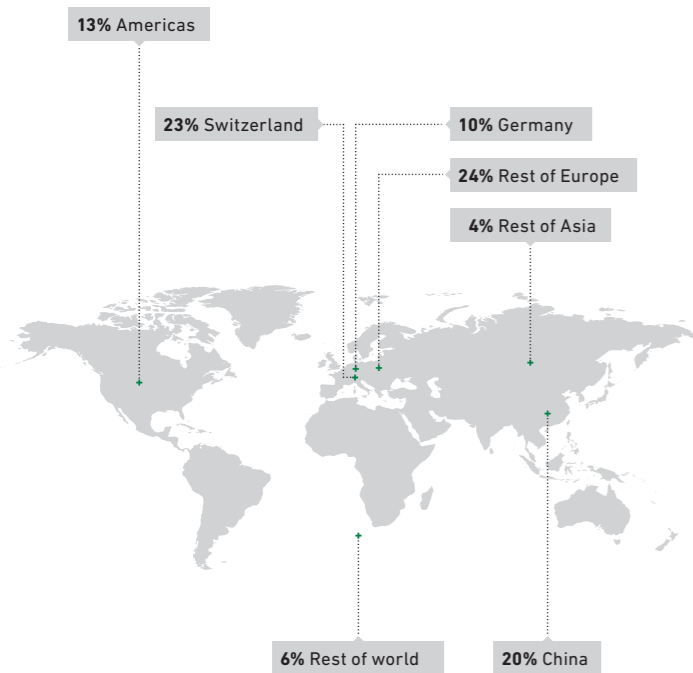 13% Americas
23% Switzerland
10% Germany
24% Rest of Europe
4% Rest of Asia
6% Rest of world
20% China